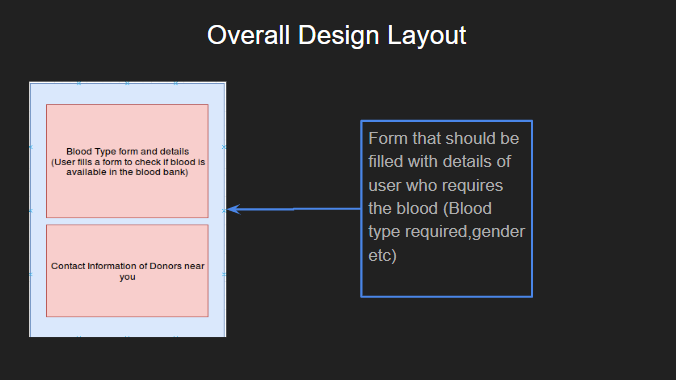 Overall Design Layout
Blood Type form and details
(User fills a form to check if blood is
available in the blood bank)
Contact Information of Donors near
you
Form that should be
filled with details of
user who requires
the blood (Blood
type required,gender
etc)